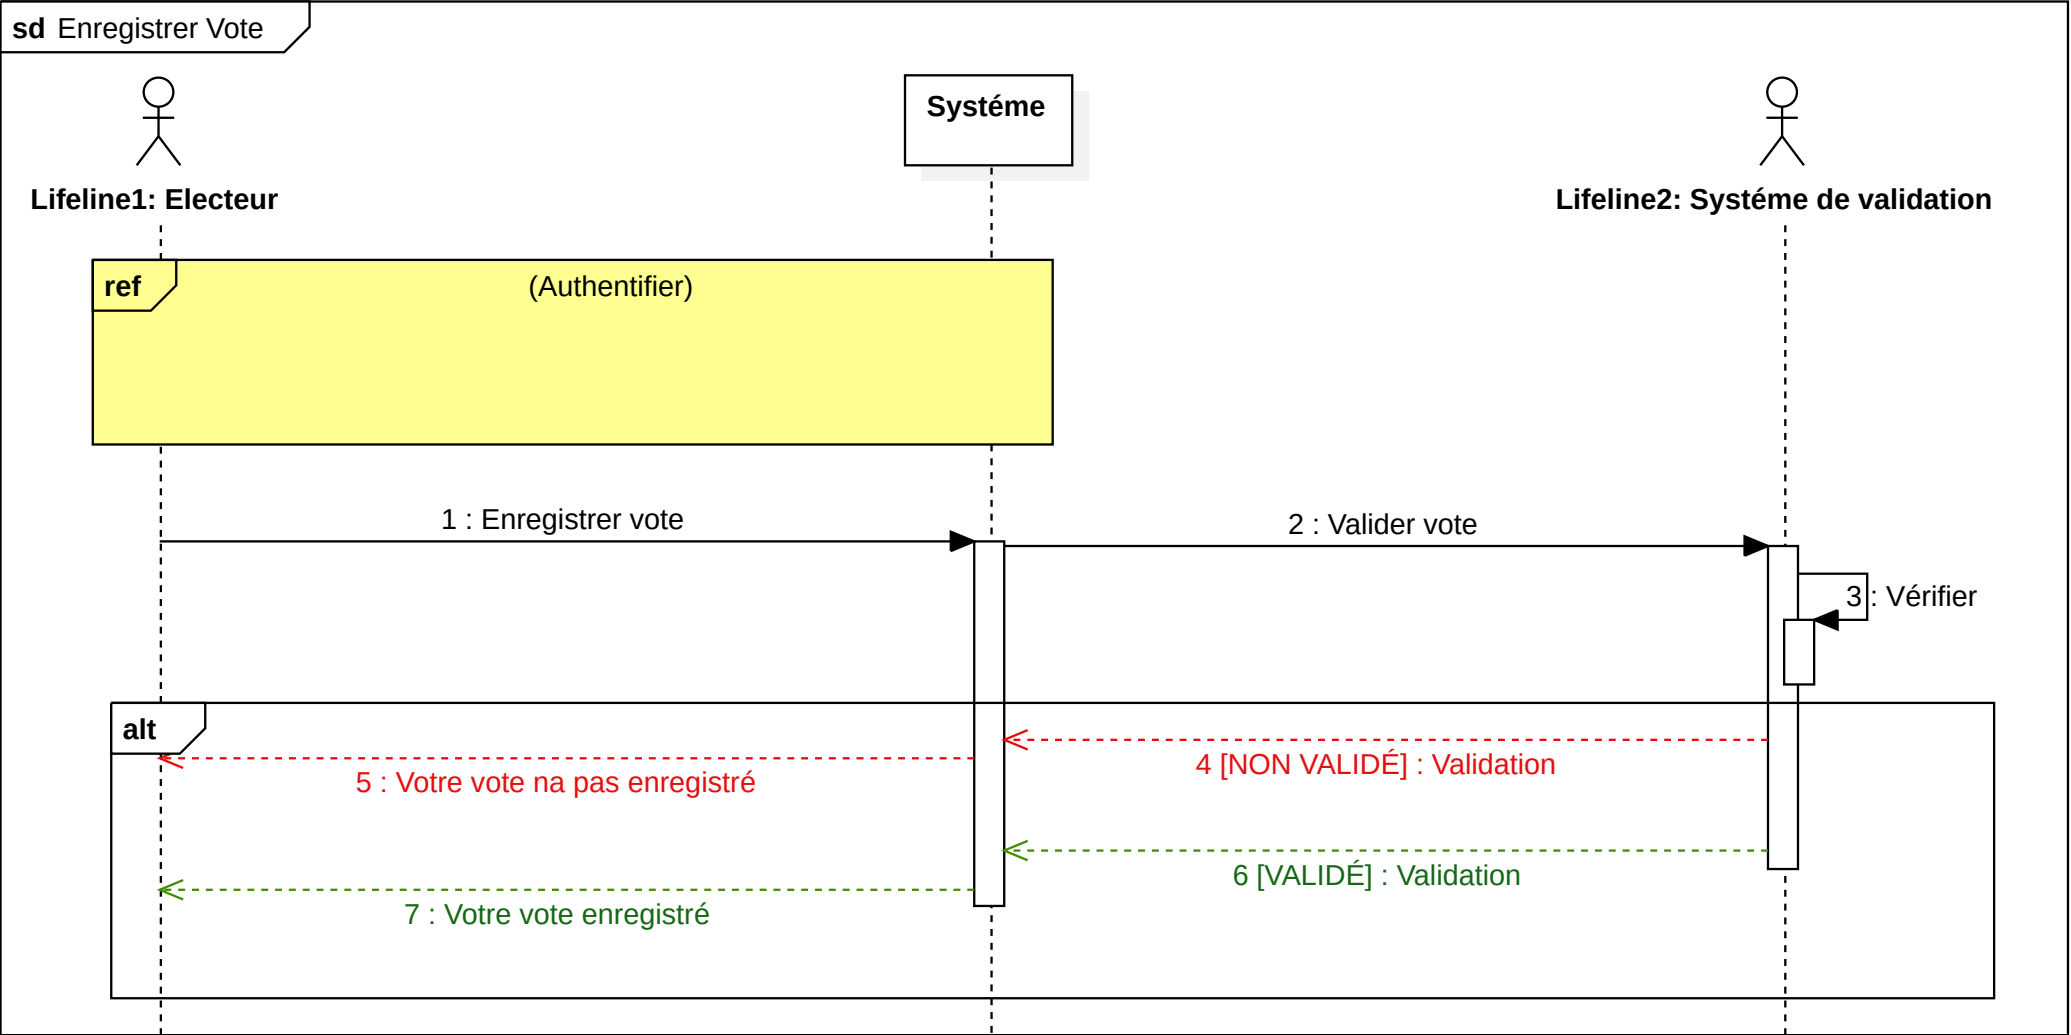 sd Enregistrer Vote
Systéme
Lifeline1: Electeur
Lifeline2: Systéme de validation
ref
(Authentifier)
1 : Enregistrer vote
2 : Valider vote
3 : Vérifier
alt
4 [NON VALIDÉ] : Validation
5 : Votre vote na pas enregistré
6 [VALIDÉ] : Validation
7 : Votre vote enregistré